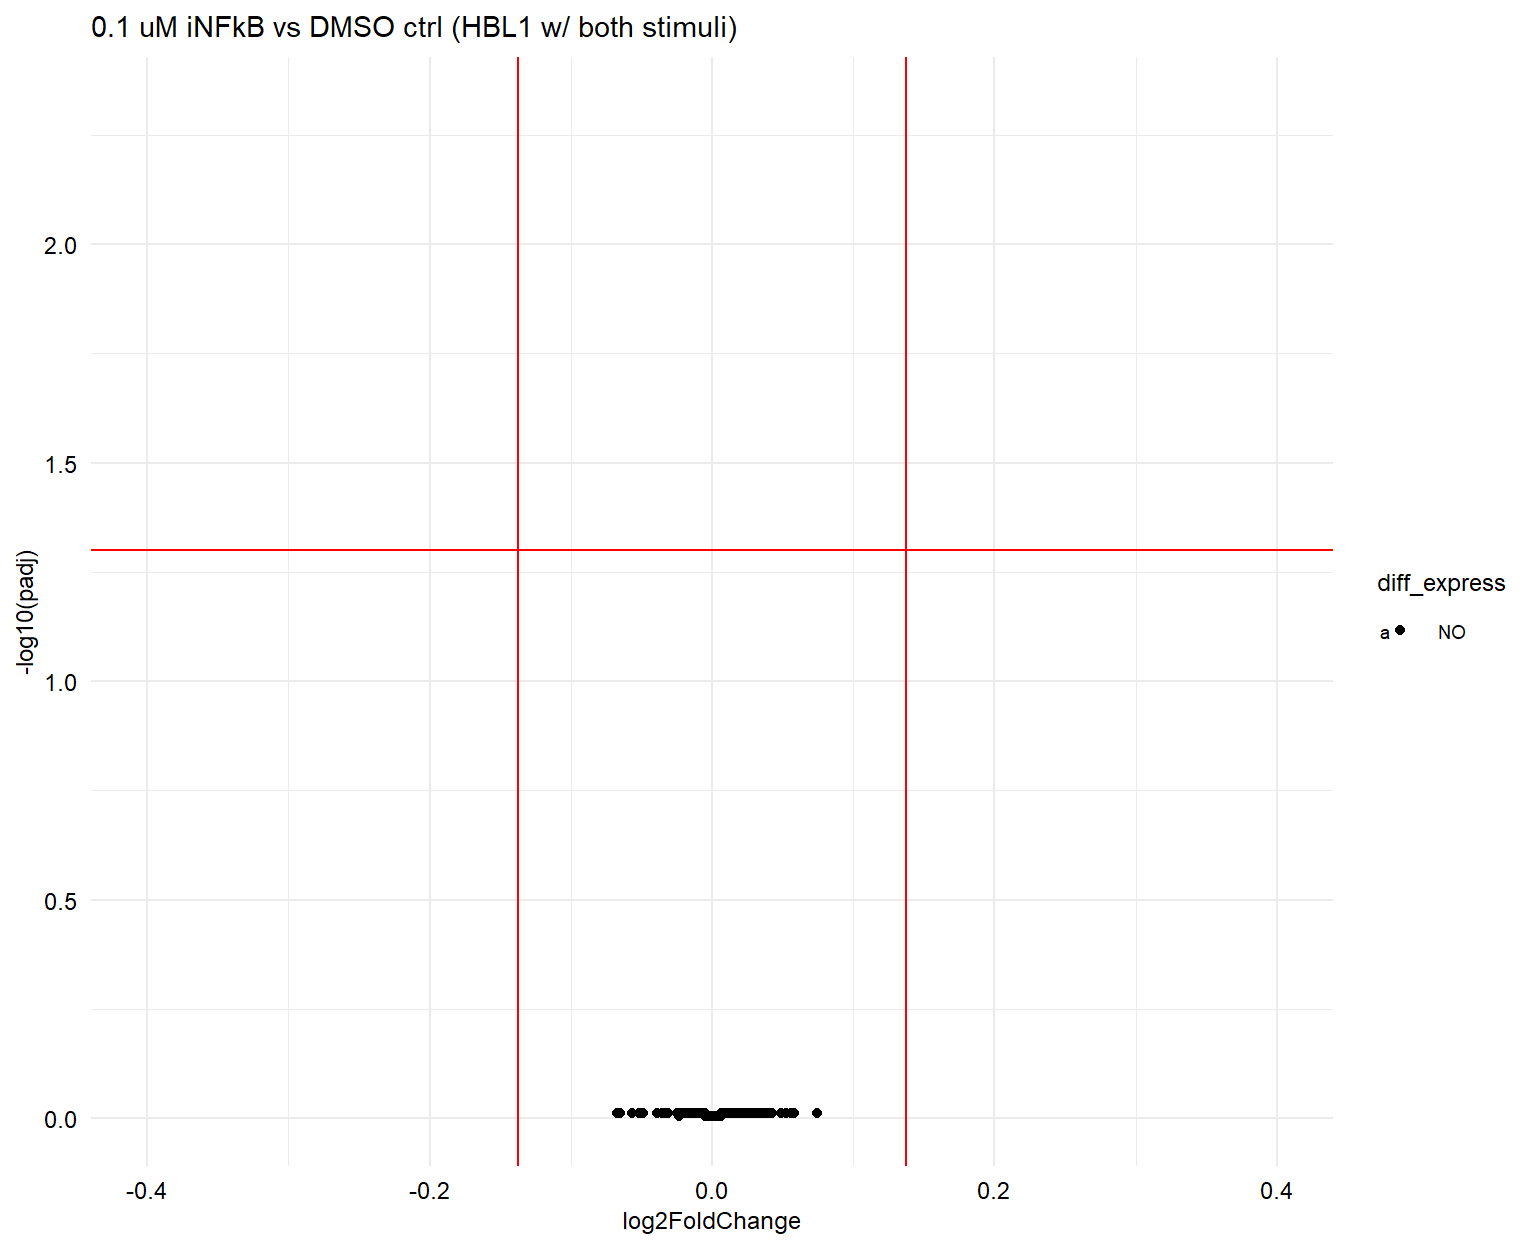 0.1 uM iNFkB vs DMSO ctrl (HBL1 w/ both stimuli)
2.0
1.5
1.0
0.5
0.0
-log10(padj)
-0.4
-0.2
0.0
0.2
0.4
log2FoldChange
diff_express
a NO